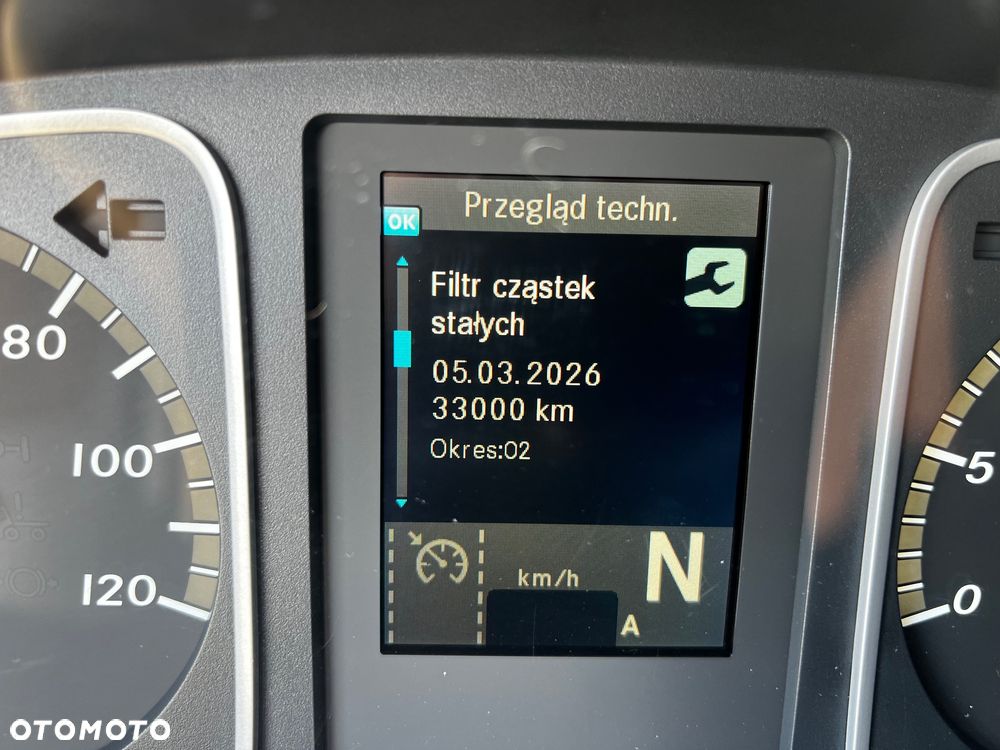 Przegląd techn.
OK
Filtr cząstek
stałych
05.03.2026
33000 km
Okres:02
80
100
120
km/h
N
A
5
0
OTOMOTO